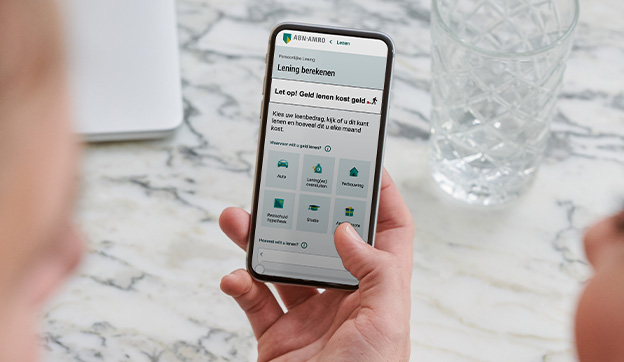 ABN·AMRO < Lenen
Persoonlijke Lening
Lening berekenen
Let op! Geld lenen kost geld
Kies uw leenbedrag, kijk of u dit kunt
lenen en hoeveel dit u elke maand
kost.
Waarvoor wilt u geld lenen?
Auto
Lening(en)
oversluiten
Verbouwing
Restschuld
hypotheek
Studie
Hoeveel wilt u lenen?
€